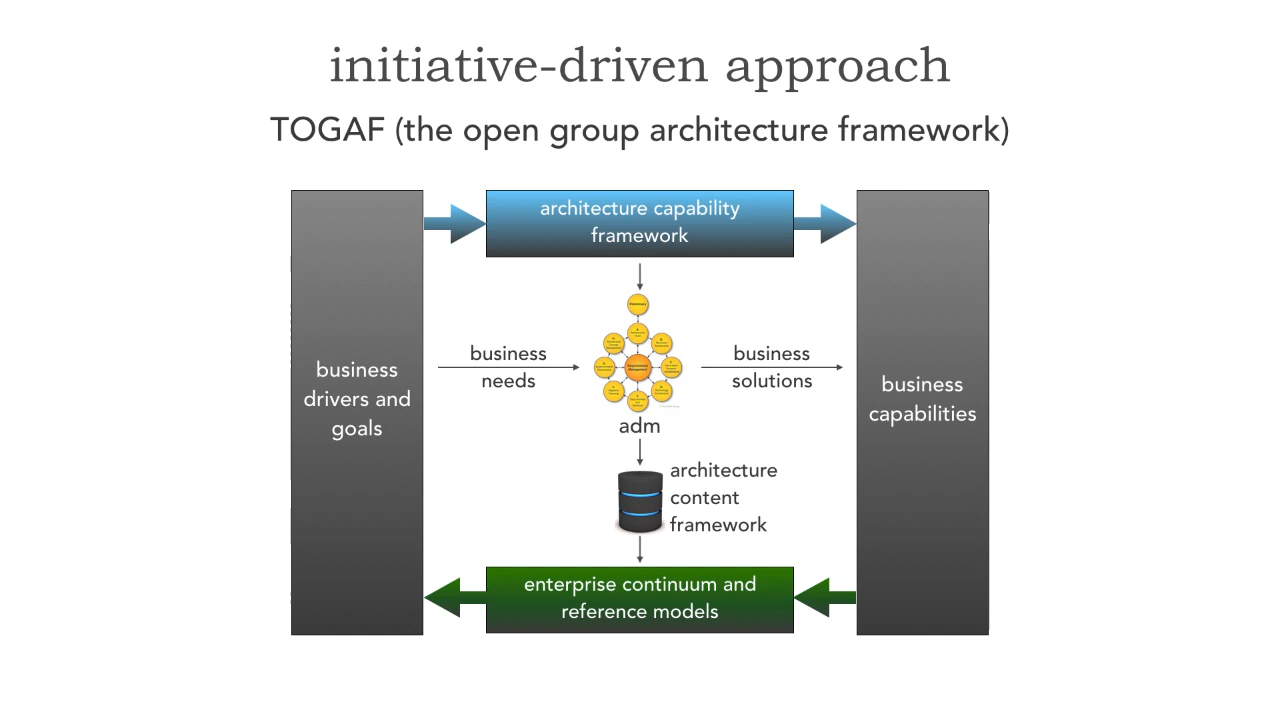 initiative-driven approach
TOGAF (the open group architecture framework)
architecture capability
framework
business
drivers and
goals
business
needs
business
solutions
business
capabilities
adm
architecture
content
framework
enterprise continuum and
reference models